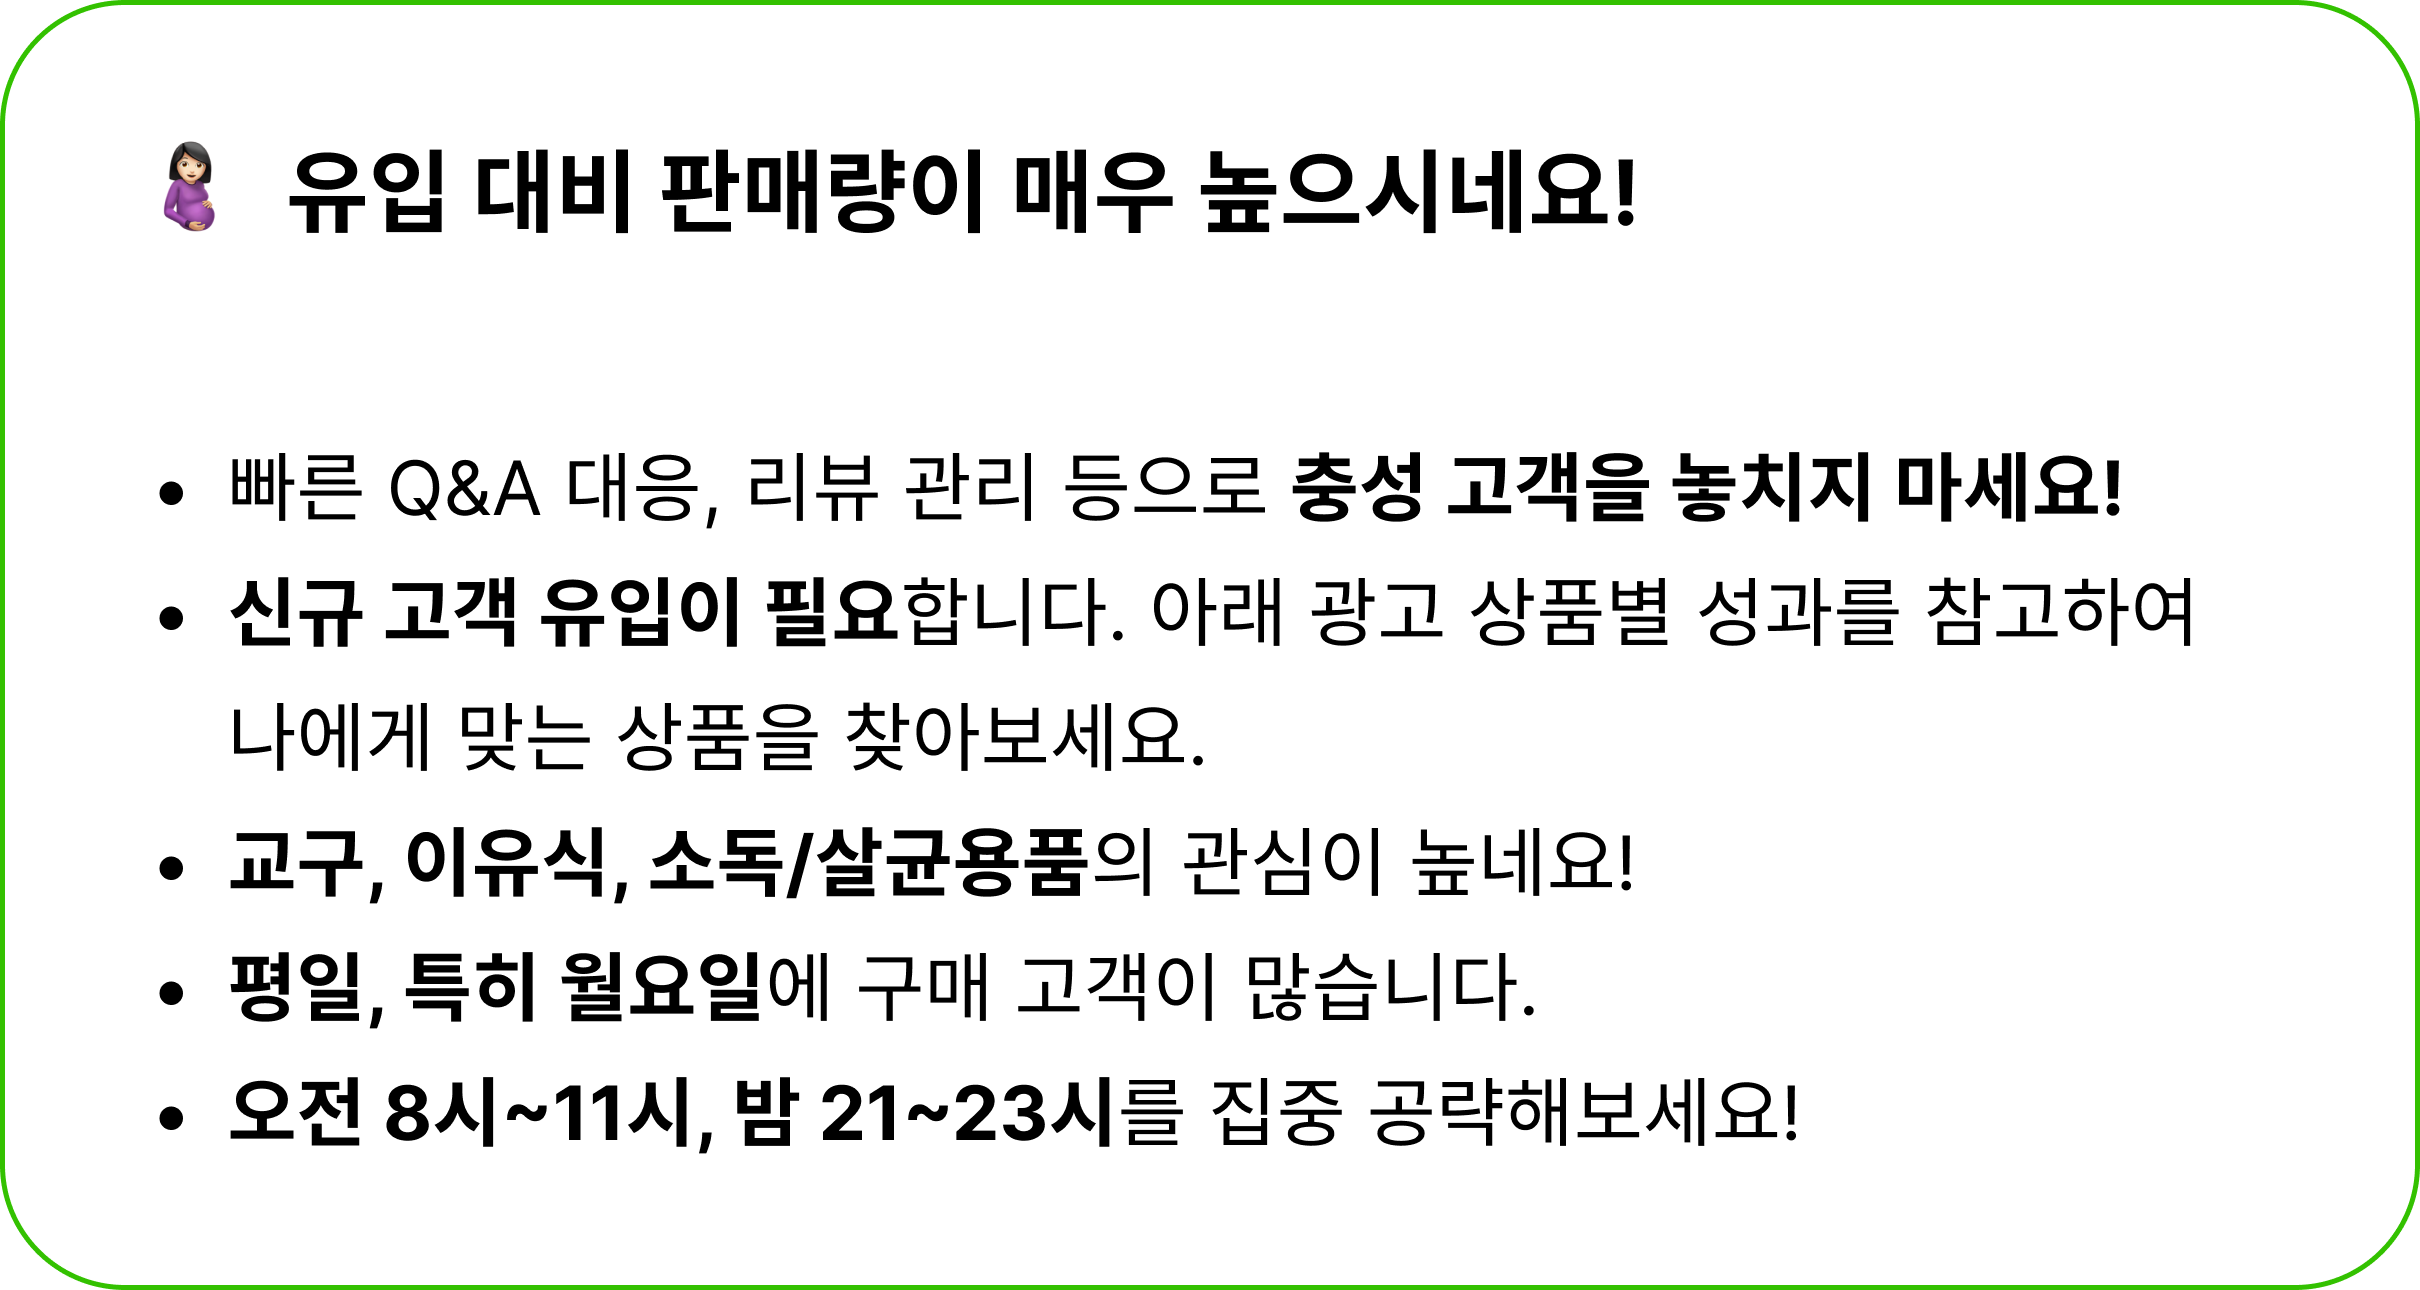 유입 대비 판매량이 매우 높으시네요!
• 빠른 Q&A 대응, 리뷰 관리 등으로 충성 고객을 놓치지 마세요!
• 신규 고객 유입이 필요합니다. 아래 광고 상품별 성과를 참고하여
나에게 맞는 상품을 찾아보세요.
• 교구, 이유식, 소독/살균용품의 관심이 높네요!
• 평일, 특히 월요일에 구매 고객이 많습니다.
• 오전 8시~11시, 밤 21~23시를 집중 공략해보세요!